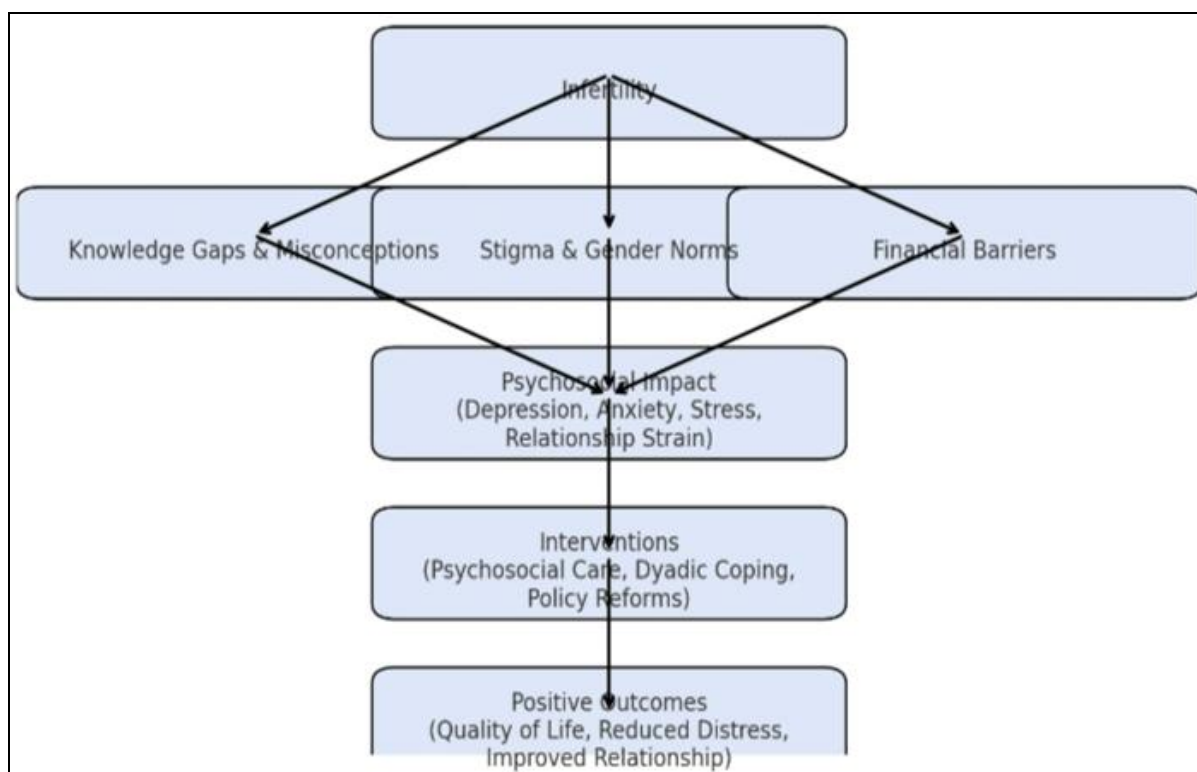 Infertility
Knowledge Gaps & Misconceptions
Stigma & Gender Norms
Financial Barriers
Psychosocial Impact
(Depression, Anxiety, Stress,
Relationship Strain)
Interventions
(Psychosocial Care, Dyadic Coping,
Policy Reforms)
Positive Outcomes
(Quality of Life, Reduced Distress,
Improved Relationship)